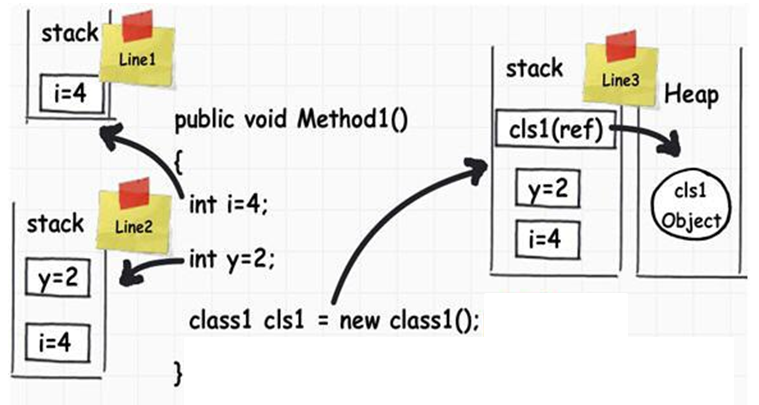 stack
Line1
i=4
public void Method1()
{
int i=4;
int y=2;
class1 cls1 = new class1();
}
stack
Line2
y=2
i=4
stack
Line3
Heap
cls1(ref)
y=2
i=4
cls1
Object